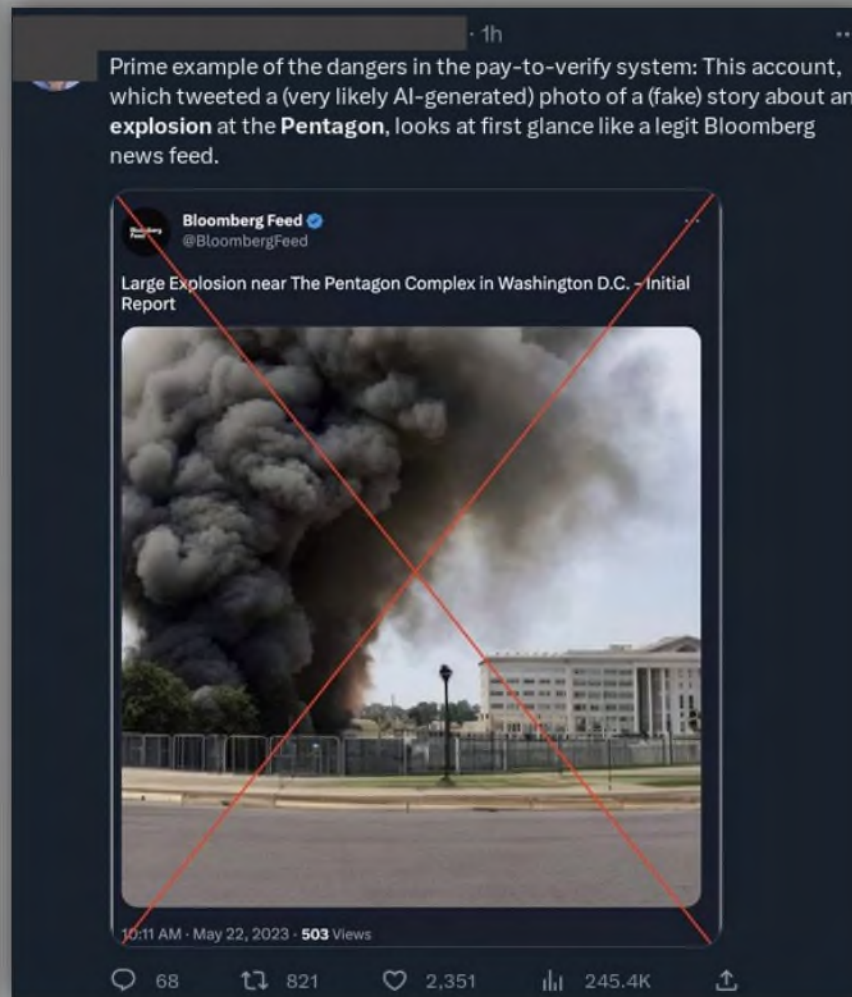 · 1h
Prime example of the dangers in the pay-to-verify system: This account,
which tweeted a (very likely AI-generated) photo of a (fake) story about an
explosion at the Pentagon, looks at first glance like a legit Bloomberg
news feed.
Bloomberg
Feed
Bloomberg Feed
@BloombergFeed
Large Explosion near The Pentagon Complex in Washington D.C. - Initial
Report
10:11 AM · May 22, 2023 · 503 Views
68 821 2,351 245.4K